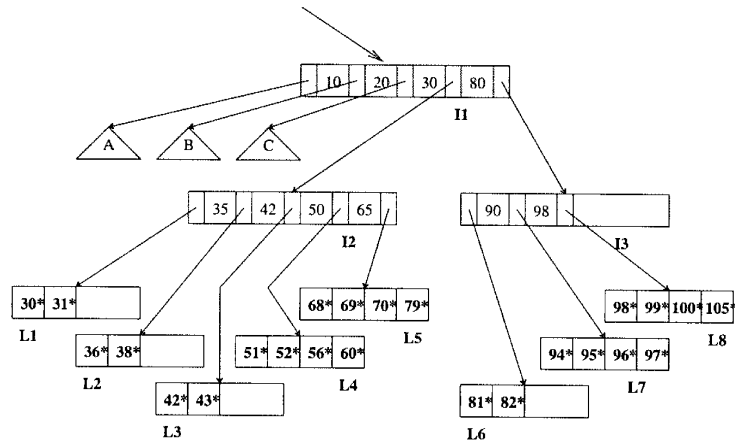 10 20 30 80
I1
A B C
35 42 50 65
I2
90 98
I3
30* 31*
L1
68* 69* 70* 79*
L5
98* 99* 100* 105*
L8
36* 38*
L2
51* 52* 56* 60*
L4
94* 95* 96* 97*
L7
42* 43*
L3
81* 82*
L6